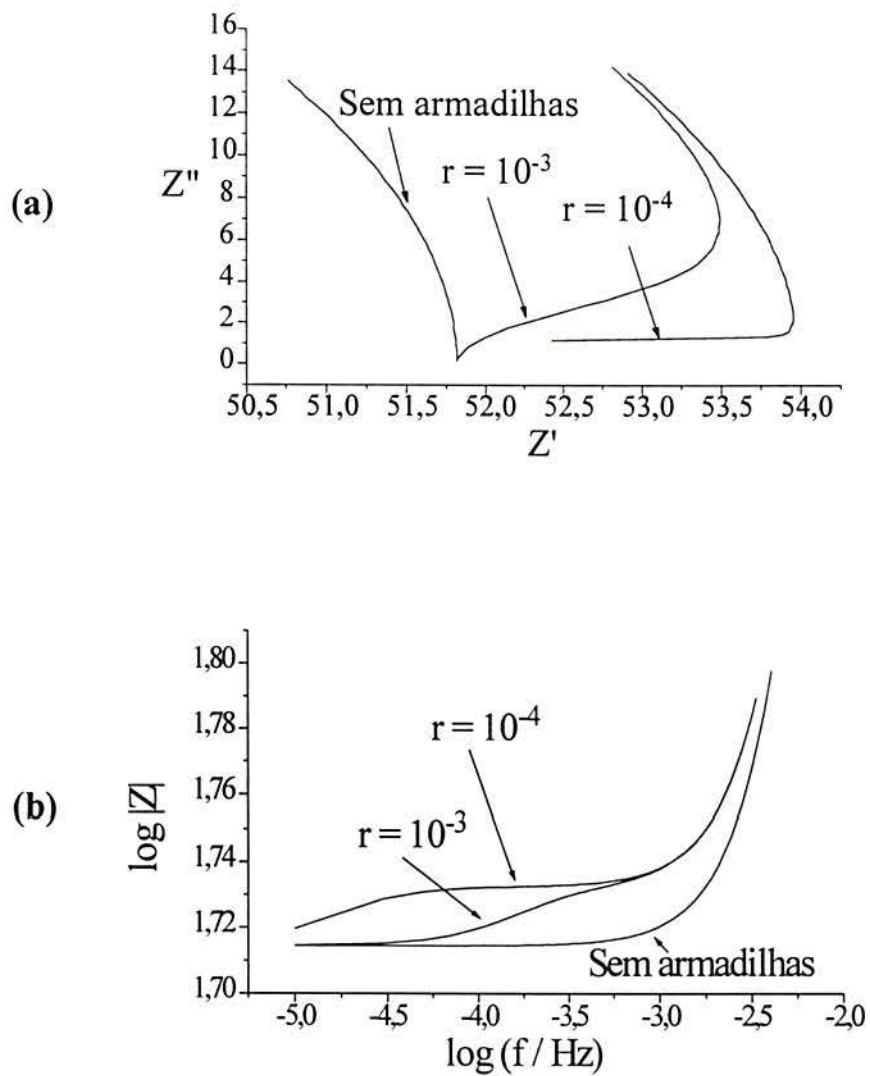 (a)
Z"
16
14
12
10
8
6
4
2
0
Sem armadilhas
r = 10⁻³
r = 10⁻⁴
50,5 51,0 51,5 52,0 52,5 53,0 53,5 54,0
Z'
(b)
log |Z|
1,80
1,78
1,76
1,74
1,72
1,70
r = 10⁻⁴
r = 10⁻³
Sem armadilhas
-5,0 -4,5 -4,0 -3,5 -3,0 -2,5 -2,0
log (f / Hz)